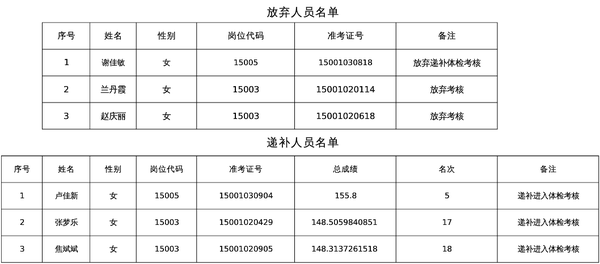 放弃人员名单
序号 姓名 性别 岗位代码 准考证号 备注
1 谢佳敏 女 15005 15001030818 放弃递补体检考核
2 兰丹霞 女 15003 15001020114 放弃考核
3 赵庆丽 女 15003 15001020618 放弃考核
递补人员名单
序号 姓名 性别 岗位代码 准考证号 总成绩 名次 备注
1 卢佳新 女 15005 15001030904 155.8 5 递补进入体检考核
2 张梦乐 女 15003 15001020429 148.5059840851 17 递补进入体检考核
3 焦斌斌 女 15003 15001020905 148.3137261518 18 递补进入体检考核